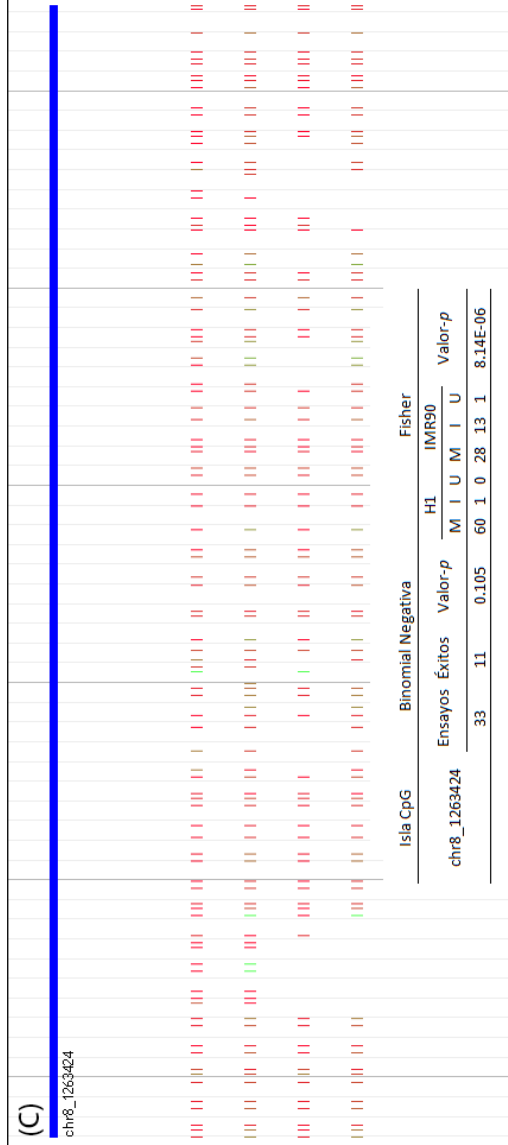 (C)
chr8_1263424
Isla CpG Binomial Negativa Fisher
H1 IMR90
Ensayos Éxitos Valor-p M I U M I U Valor-p
chr8_1263424 33 11 0.105 60 1 0 28 13 1 8.14E-06